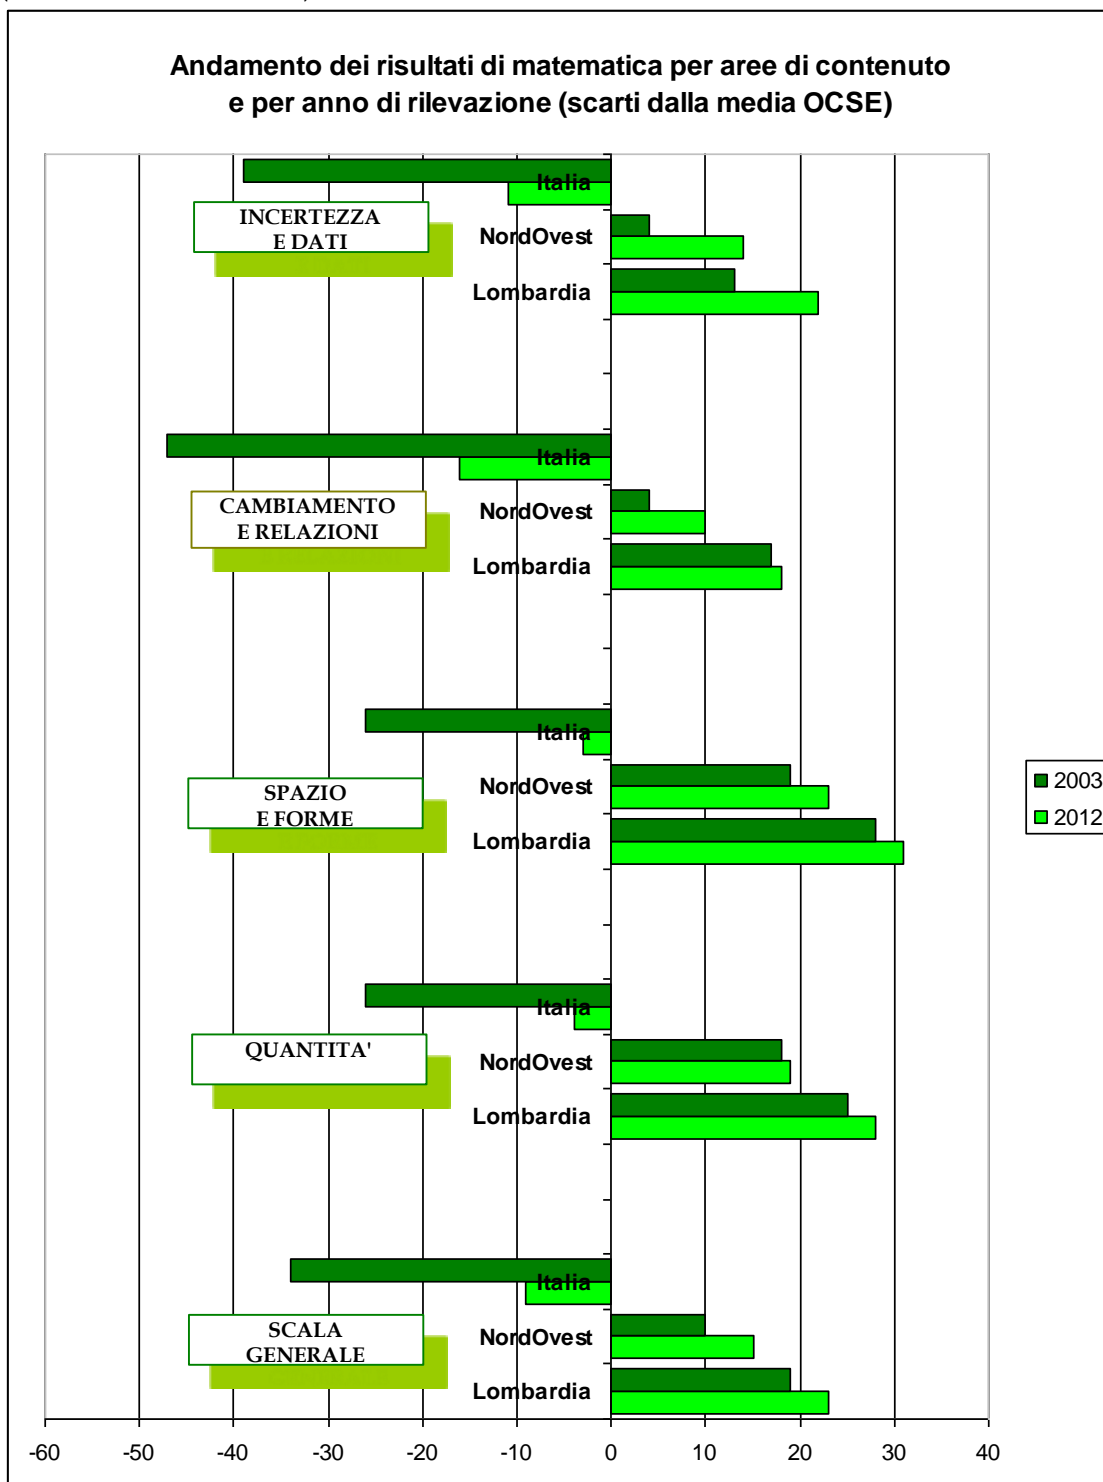 Andamento dei risultati di matematica per aree di contenuto
e per anno di rilevazione (scarti dalla media OCSE)
INCERTEZZA
E DATI
Italia
NordOvest
Lombardia
CAMBIAMENTO
E RELAZIONI
Italia
NordOvest
Lombardia
SPAZIO
E FORME
Italia
NordOvest
Lombardia
2003
2012
QUANTITA'
Italia
NordOvest
Lombardia
SCALA
GENERALE
Italia
NordOvest
Lombardia
-60 -50 -40 -30 -20 -10 0 10 20 30 40